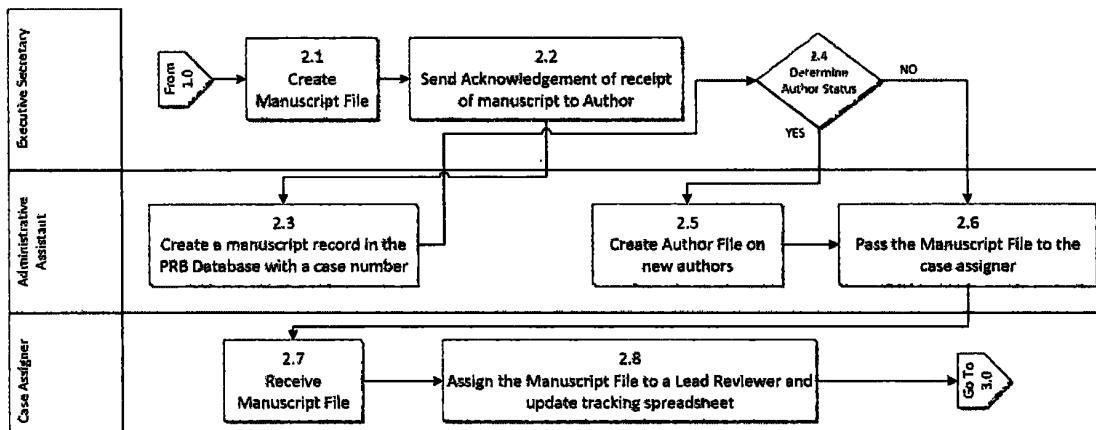 Executive Secretary
From
1.0
2.1
Create
Manuscript File
2.2
Send Acknowledgement of receipt
of manuscript to Author
2.4
Determine
Author Status
YES
NO
Administrative
Assistant
2.3
Create a manuscript record in the
PRB Database with a case number
2.5
Create Author File on
new authors
2.6
Pass the Manuscript File to the
case assigner
Case Assigner
2.7
Receive
Manuscript File
2.8
Assign the Manuscript File to a Lead Reviewer and
update tracking spreadsheet
Go To
3.0